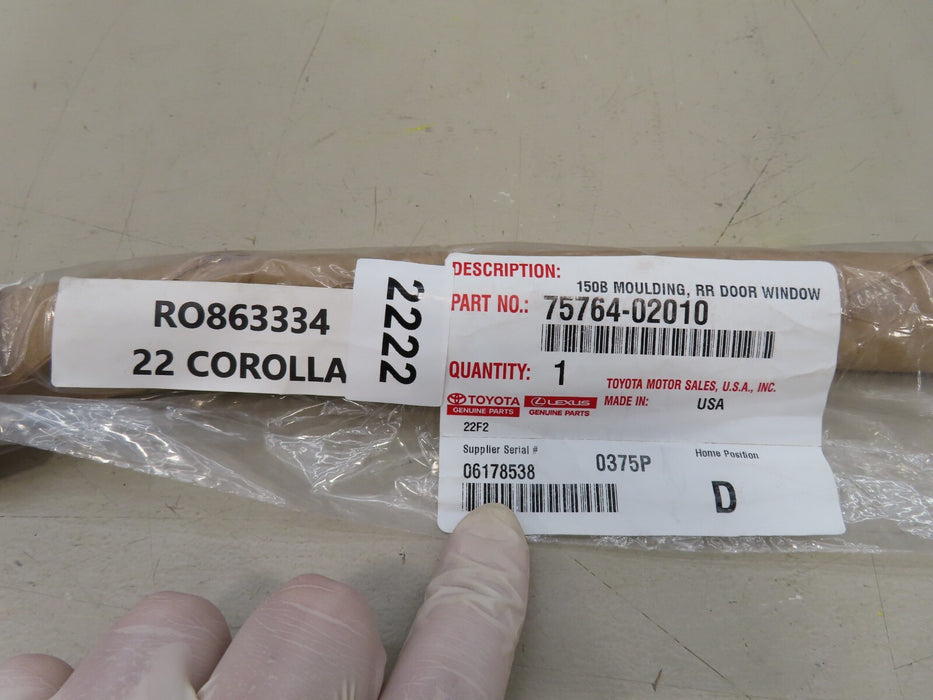 RO863334
22 COROLLA
2222
DESCRIPTION:
150B MOULDING, RR DOOR WINDOW
PART NO.: 75764-02010
QUANTITY: 1
TOYOTA MOTOR SALES, U.S.A., INC.
MADE IN: USA
TOYOTA
GENUINE PARTS
LEXUS
GENUINE PARTS
22F2
Supplier Serial #
06178538
0375P
Home Position
D